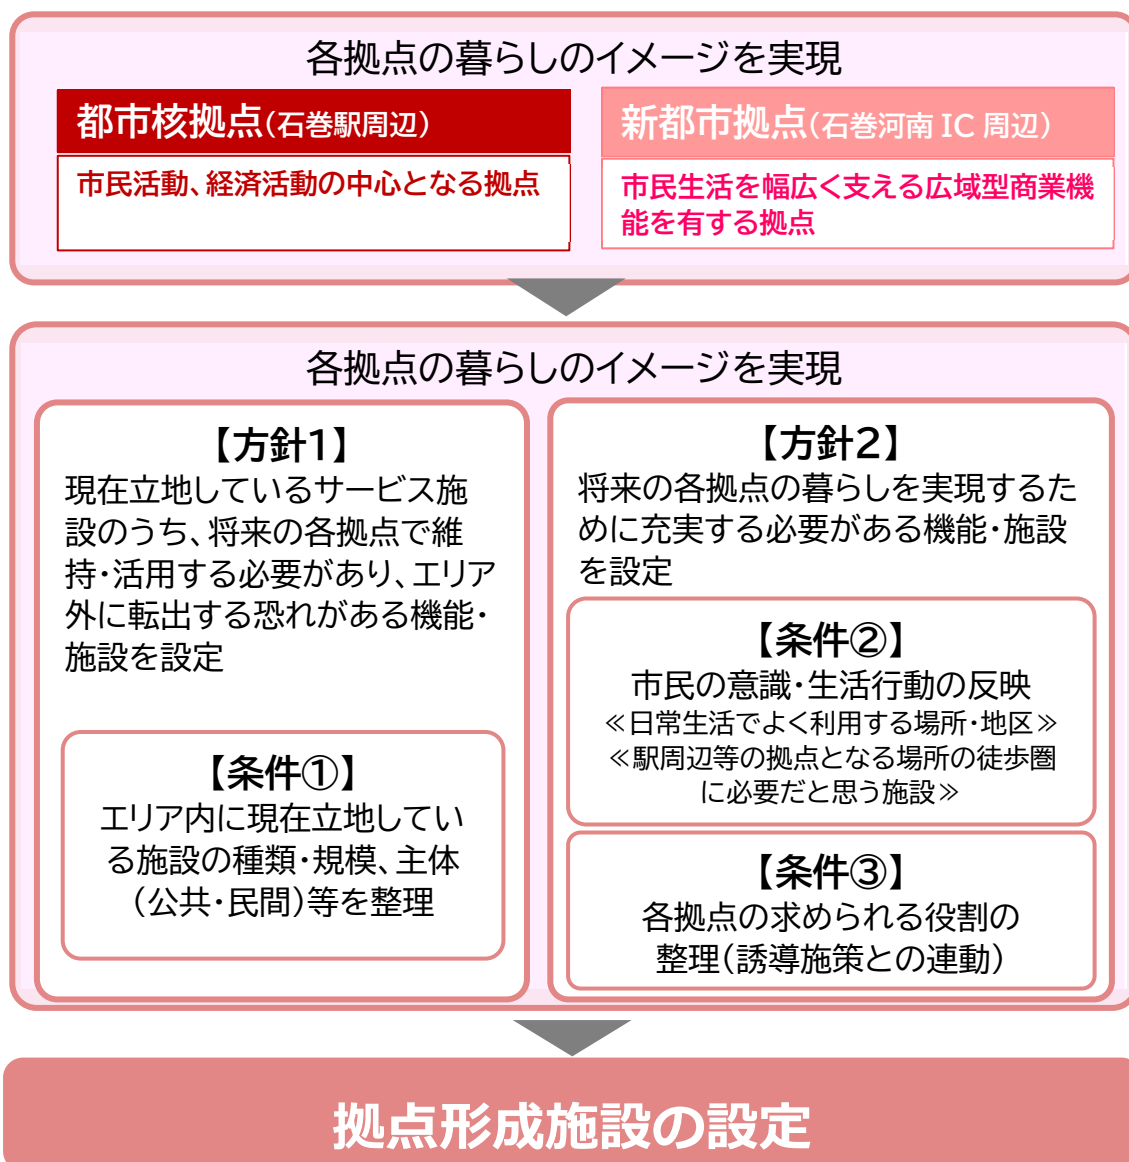 各拠点の暮らしのイメージを実現
都市核拠点(石巻駅周辺)
市民活動、経済活動の中心となる拠点
新都市拠点(石巻河南 IC 周辺)
市民生活を幅広く支える広域型商業機
能を有する拠点
各拠点の暮らしのイメージを実現
【方針1】
現在立地しているサービス施
設のうち、将来の各拠点で維
持・活用する必要があり、エリア
外に転出する恐れがある機能・
施設を設定
【条件①】
エリア内に現在立地してい
る施設の種類・規模、主体
(公共・民間)等を整理
【方針2】
将来の各拠点の暮らしを実現するた
めに充実する必要がある機能・施設
を設定
【条件②】
市民の意識・生活行動の反映
≪日常生活でよく利用する場所・地区≫
≪駅周辺等の拠点となる場所の徒歩圏
に必要だと思う施設≫
【条件③】
各拠点の求められる役割の
整理(誘導施策との連動)
拠点形成施設の設定